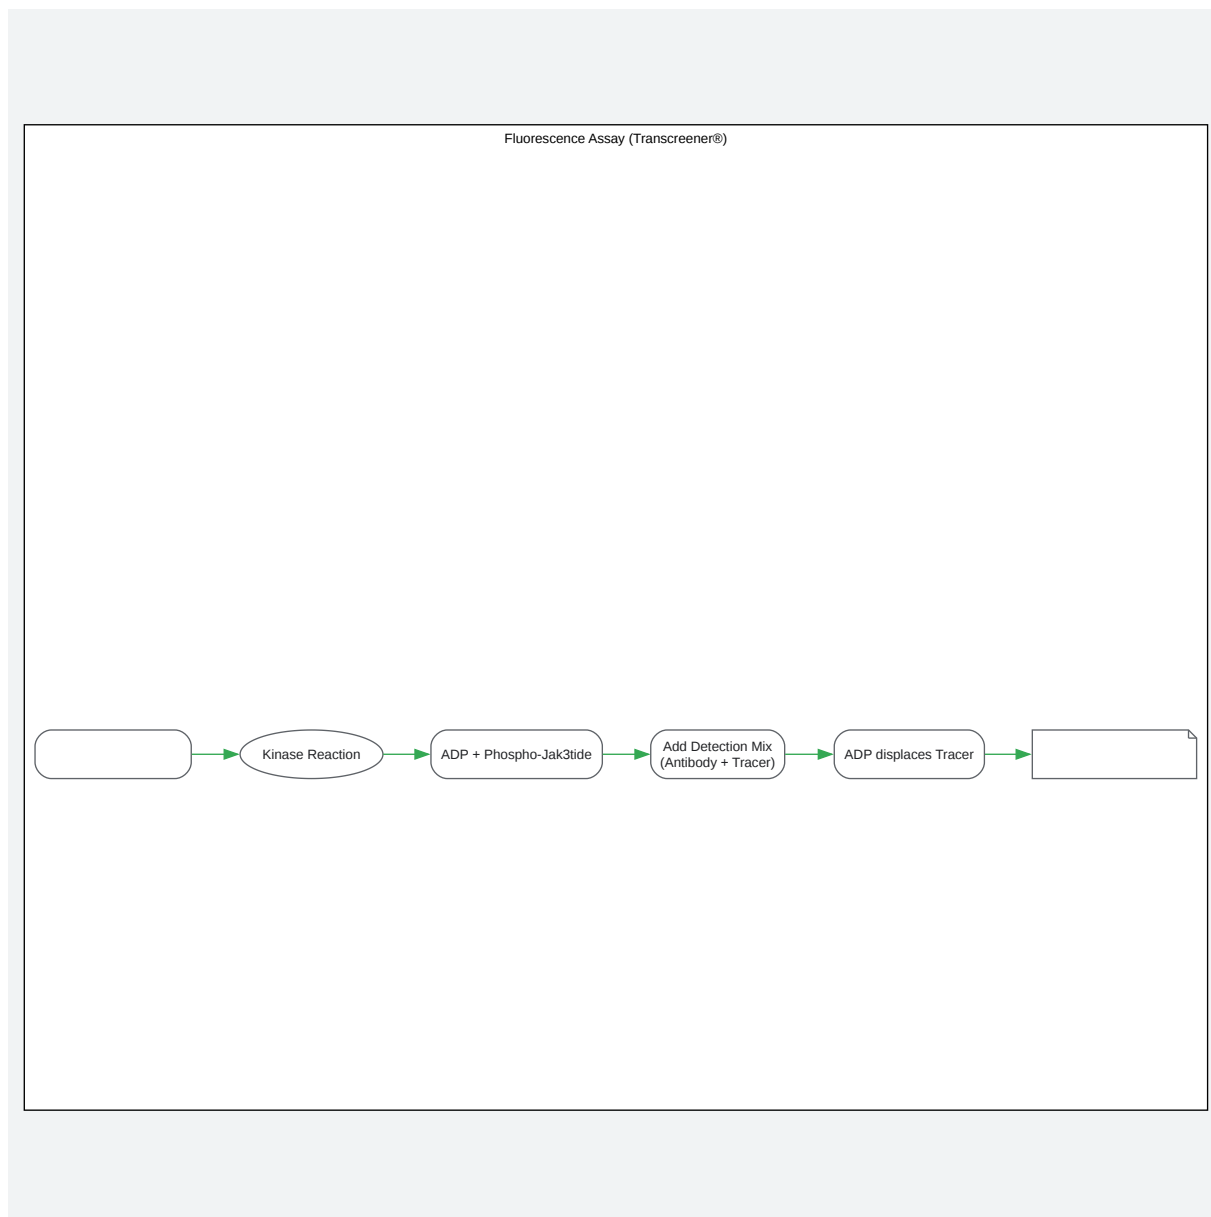 Fluorescence Assay (Transcreener®)
Kinase Reaction
ADP + Phospho-Jak3tide
Add Detection Mix
(Antibody + Tracer)
ADP displaces Tracer